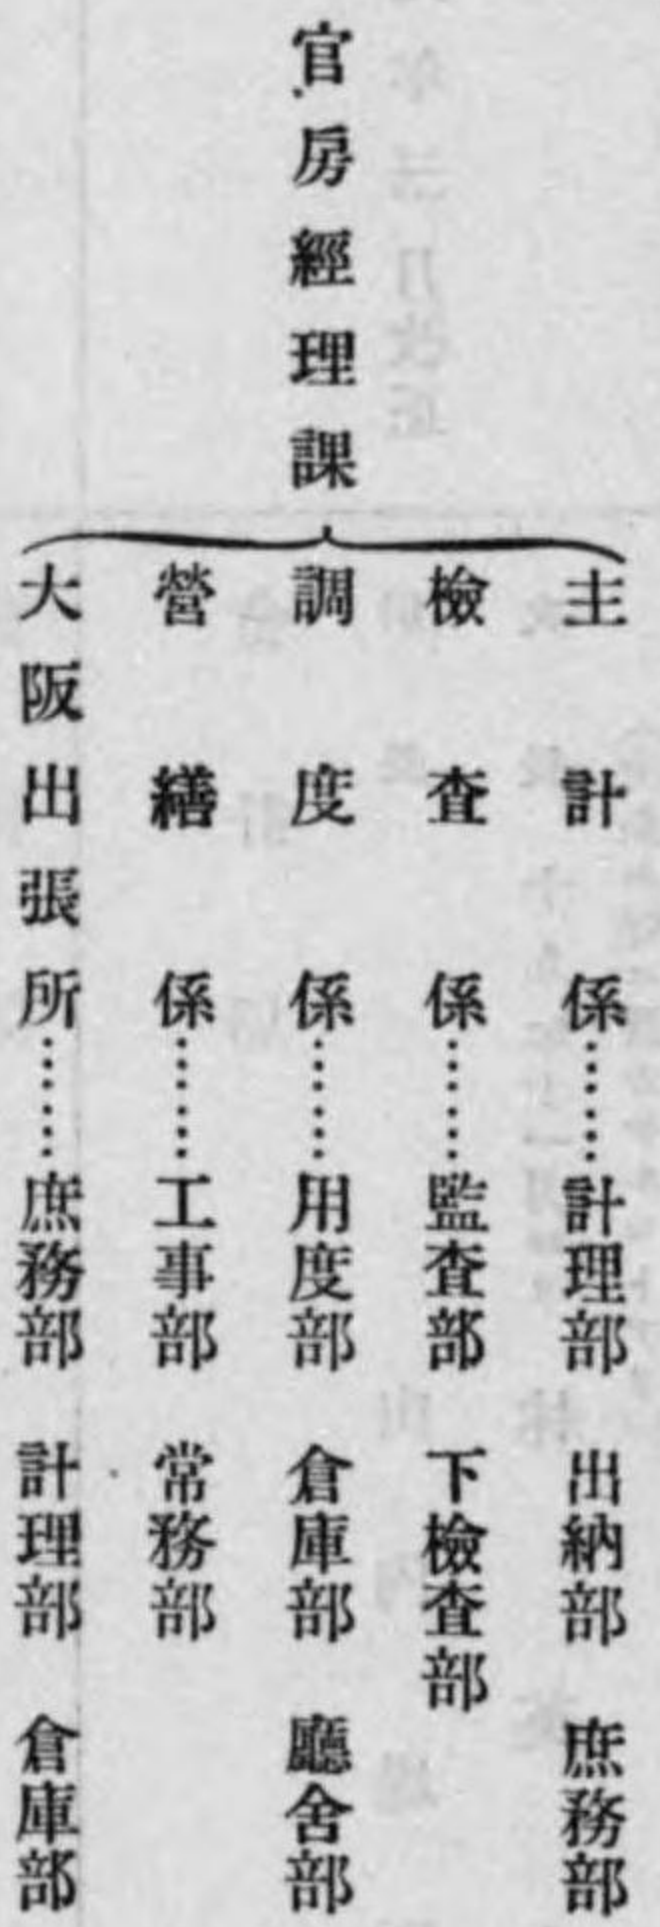 官房經理課
主計係……計理部 出納部 庶務部
檢查係……監查部 下檢查部
調度係……用度部 倉庫部 廳舍部
營繕係……工事部 常務部
大阪出張所……庶務部 計理部 倉庫部